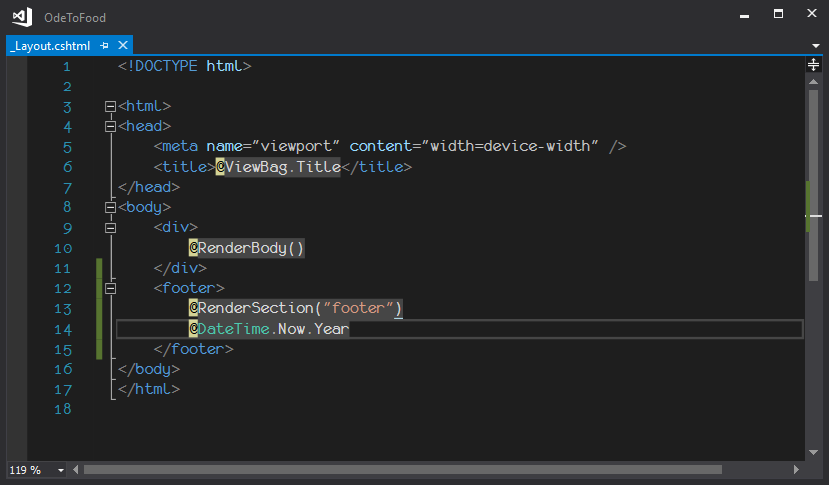 OdeToFood
_Layout.cshtml
1 <!DOCTYPE html>
2
3 <html>
4 <head>
5 <meta name="viewport" content="width=device-width" />
6 <title>@ViewBag.Title</title>
7 </head>
8 <body>
9 <div>
10 @RenderBody()
11 </div>
12 <footer>
13 @RenderSection("footer")
14 @DateTime.Now.Year
15 </footer>
16 </body>
17 </html>
18
119 %